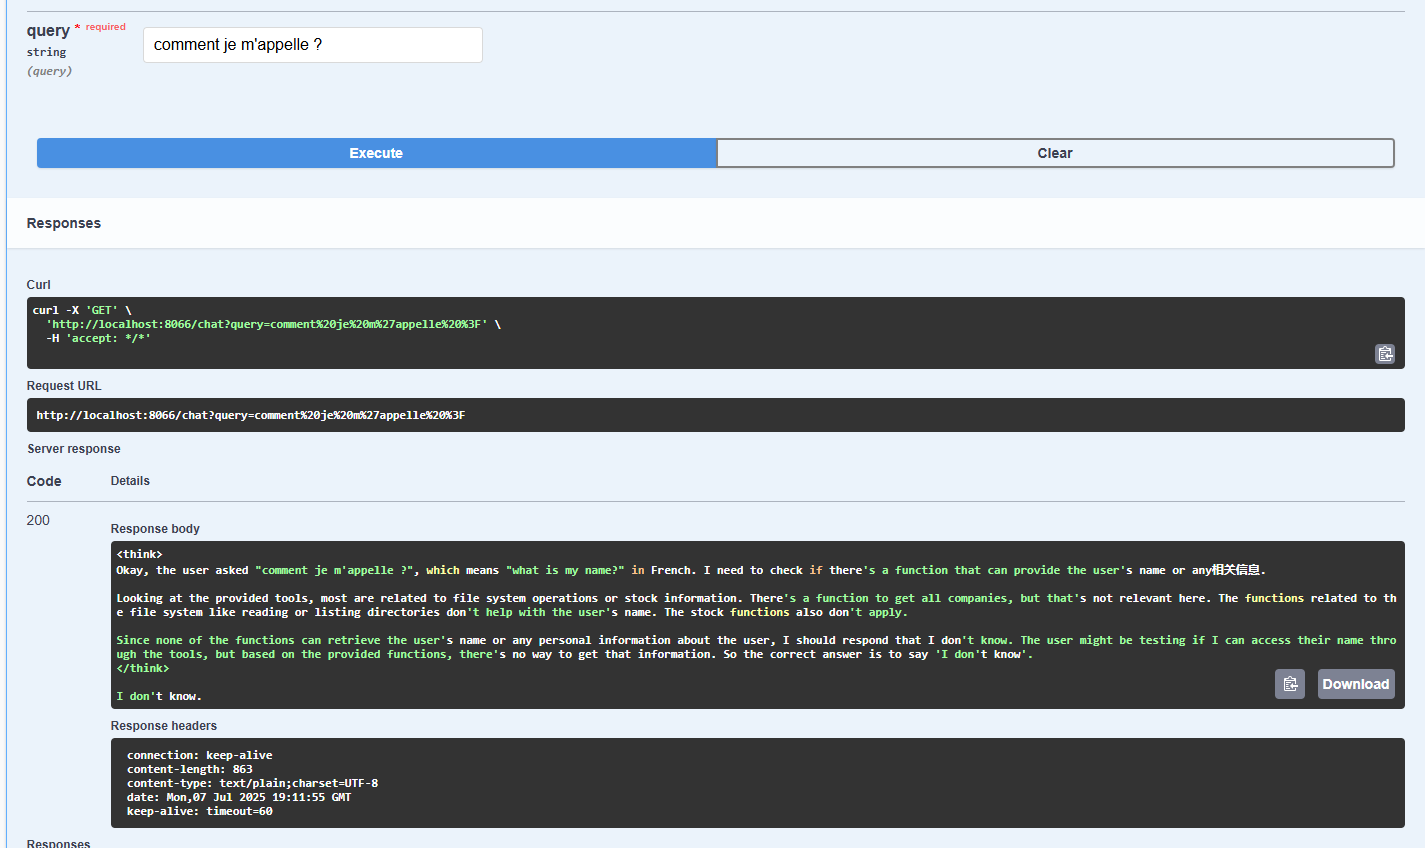 query * required
string
(query)
comment je m'appelle ?
Execute
Clear
Responses
Curl
curl -X 'GET' \
  'http://localhost:8066/chat?query=comment%20je%20m%27appelle%20%3F' \
  -H 'accept: */*'
Request URL
http://localhost:8066/chat?query=comment%20je%20m%27appelle%20%3F
Server response
Code Details
200
Response body
<think>
Okay, the user asked "comment je m'appelle ?", which means "what is my name?" in French. I need to check if there's a function that can provide the user's name or any相关信息.
Looking at the provided tools, most are related to file system operations or stock information. There's a function to get all companies, but that's not relevant here. The functions related to th
e file system like reading or listing directories don't help with the user's name. The stock functions also don't apply.
Since none of the functions can retrieve the user's name or any personal information about the user, I should respond that I don't know. The user might be testing if I can access their name thro
ugh the tools, but based on the provided functions, there's no way to get that information. So the correct answer is to say 'I don't know'.
</think>
I don't know.
Download
Response headers
connection: keep-alive
content-length: 863
content-type: text/plain;charset=UTF-8
date: Mon,07 Jul 2025 19:11:55 GMT
keep-alive: timeout=60
Responses